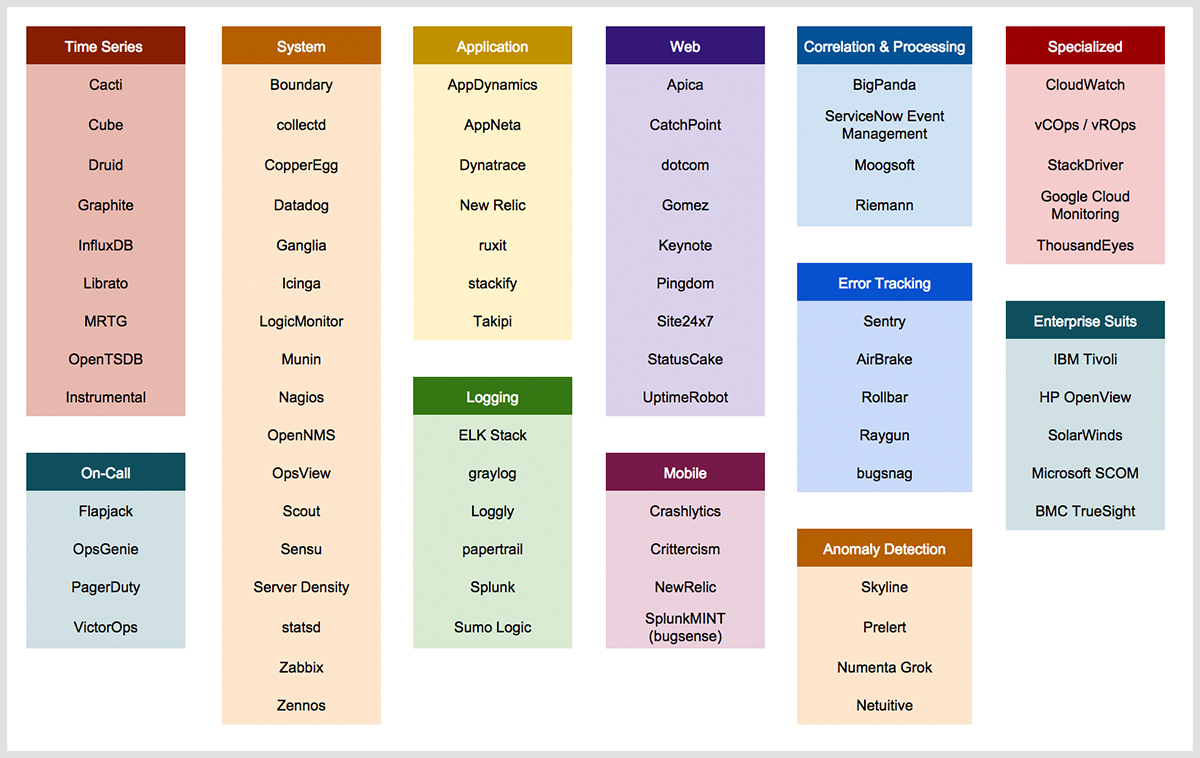 Time Series
Cacti
Cube
Druid
Graphite
InfluxDB
Librato
MRTG
OpenTSDB
Instrumental
On-Call
Flapjack
OpsGenie
PagerDuty
VictorOps
System
Boundary
collectd
CopperEgg
Datadog
Ganglia
Icinga
LogicMonitor
Munin
Nagios
OpenNMS
OpsView
Scout
Sensu
Server Density
statsd
Zabbix
Zennos
Application
AppDynamics
AppNeta
Dynatrace
New Relic
ruxit
stackify
Takipi
Logging
ELK Stack
graylog
Loggly
papertrail
Splunk
Sumo Logic
Web
Apica
CatchPoint
dotcom
Gomez
Keynote
Pingdom
Site24x7
StatusCake
UptimeRobot
Mobile
Crashlytics
Crittercism
NewRelic
SplunkMINT
(bugsense)
Correlation & Processing
BigPanda
ServiceNow Event
Management
Moogsoft
Riemann
Error Tracking
Sentry
AirBrake
Rollbar
Raygun
bugsnag
Anomaly Detection
Skyline
Prelert
Numenta Grok
Netuitive
Specialized
CloudWatch
vCOps / vROps
StackDriver
Google Cloud
Monitoring
ThousandEyes
Enterprise Suits
IBM Tivoli
HP OpenView
SolarWinds
Microsoft SCOM
BMC TrueSight